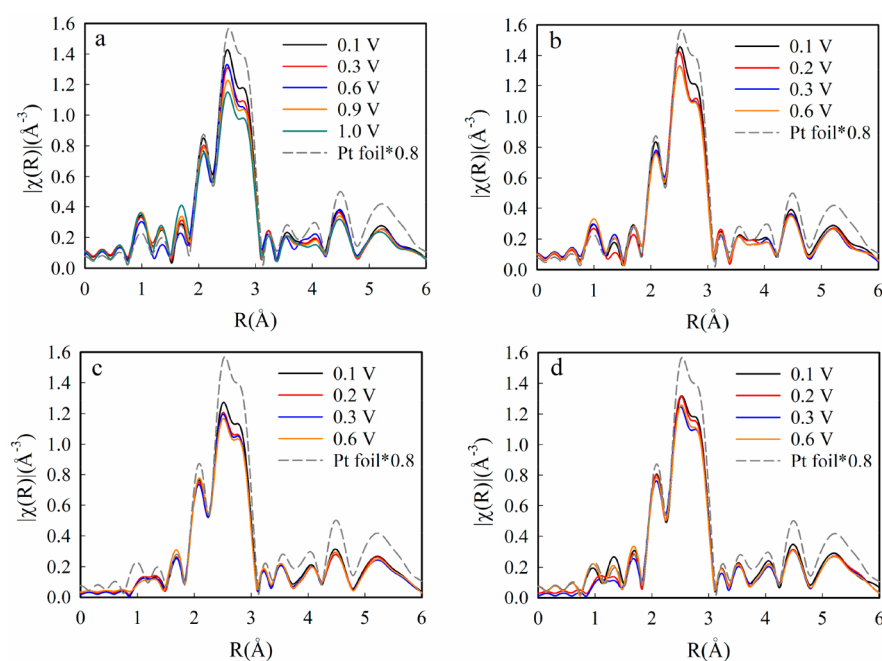 a
0.1 V
0.3 V
0.6 V
0.9 V
1.0 V
Pt foil*0.8
|χ(R)|(Å⁻³)
1.6
1.4
1.2
1.0
0.8
0.6
0.4
0.2
0.0
0 1 2 3 4 5 6
R(Å)
b
0.1 V
0.2 V
0.3 V
0.6 V
Pt foil*0.8
|χ(R)|(Å⁻³)
1.6
1.4
1.2
1.0
0.8
0.6
0.4
0.2
0.0
0 1 2 3 4 5 6
R(Å)
c
0.1 V
0.2 V
0.3 V
0.6 V
Pt foil*0.8
|χ(R)|(Å⁻³)
1.6
1.4
1.2
1.0
0.8
0.6
0.4
0.2
0.0
0 1 2 3 4 5 6
R(Å)
d
0.1 V
0.2 V
0.3 V
0.6 V
Pt foil*0.8
|χ(R)|(Å⁻³)
1.6
1.4
1.2
1.0
0.8
0.6
0.4
0.2
0.0
0 1 2 3 4 5 6
R(Å)